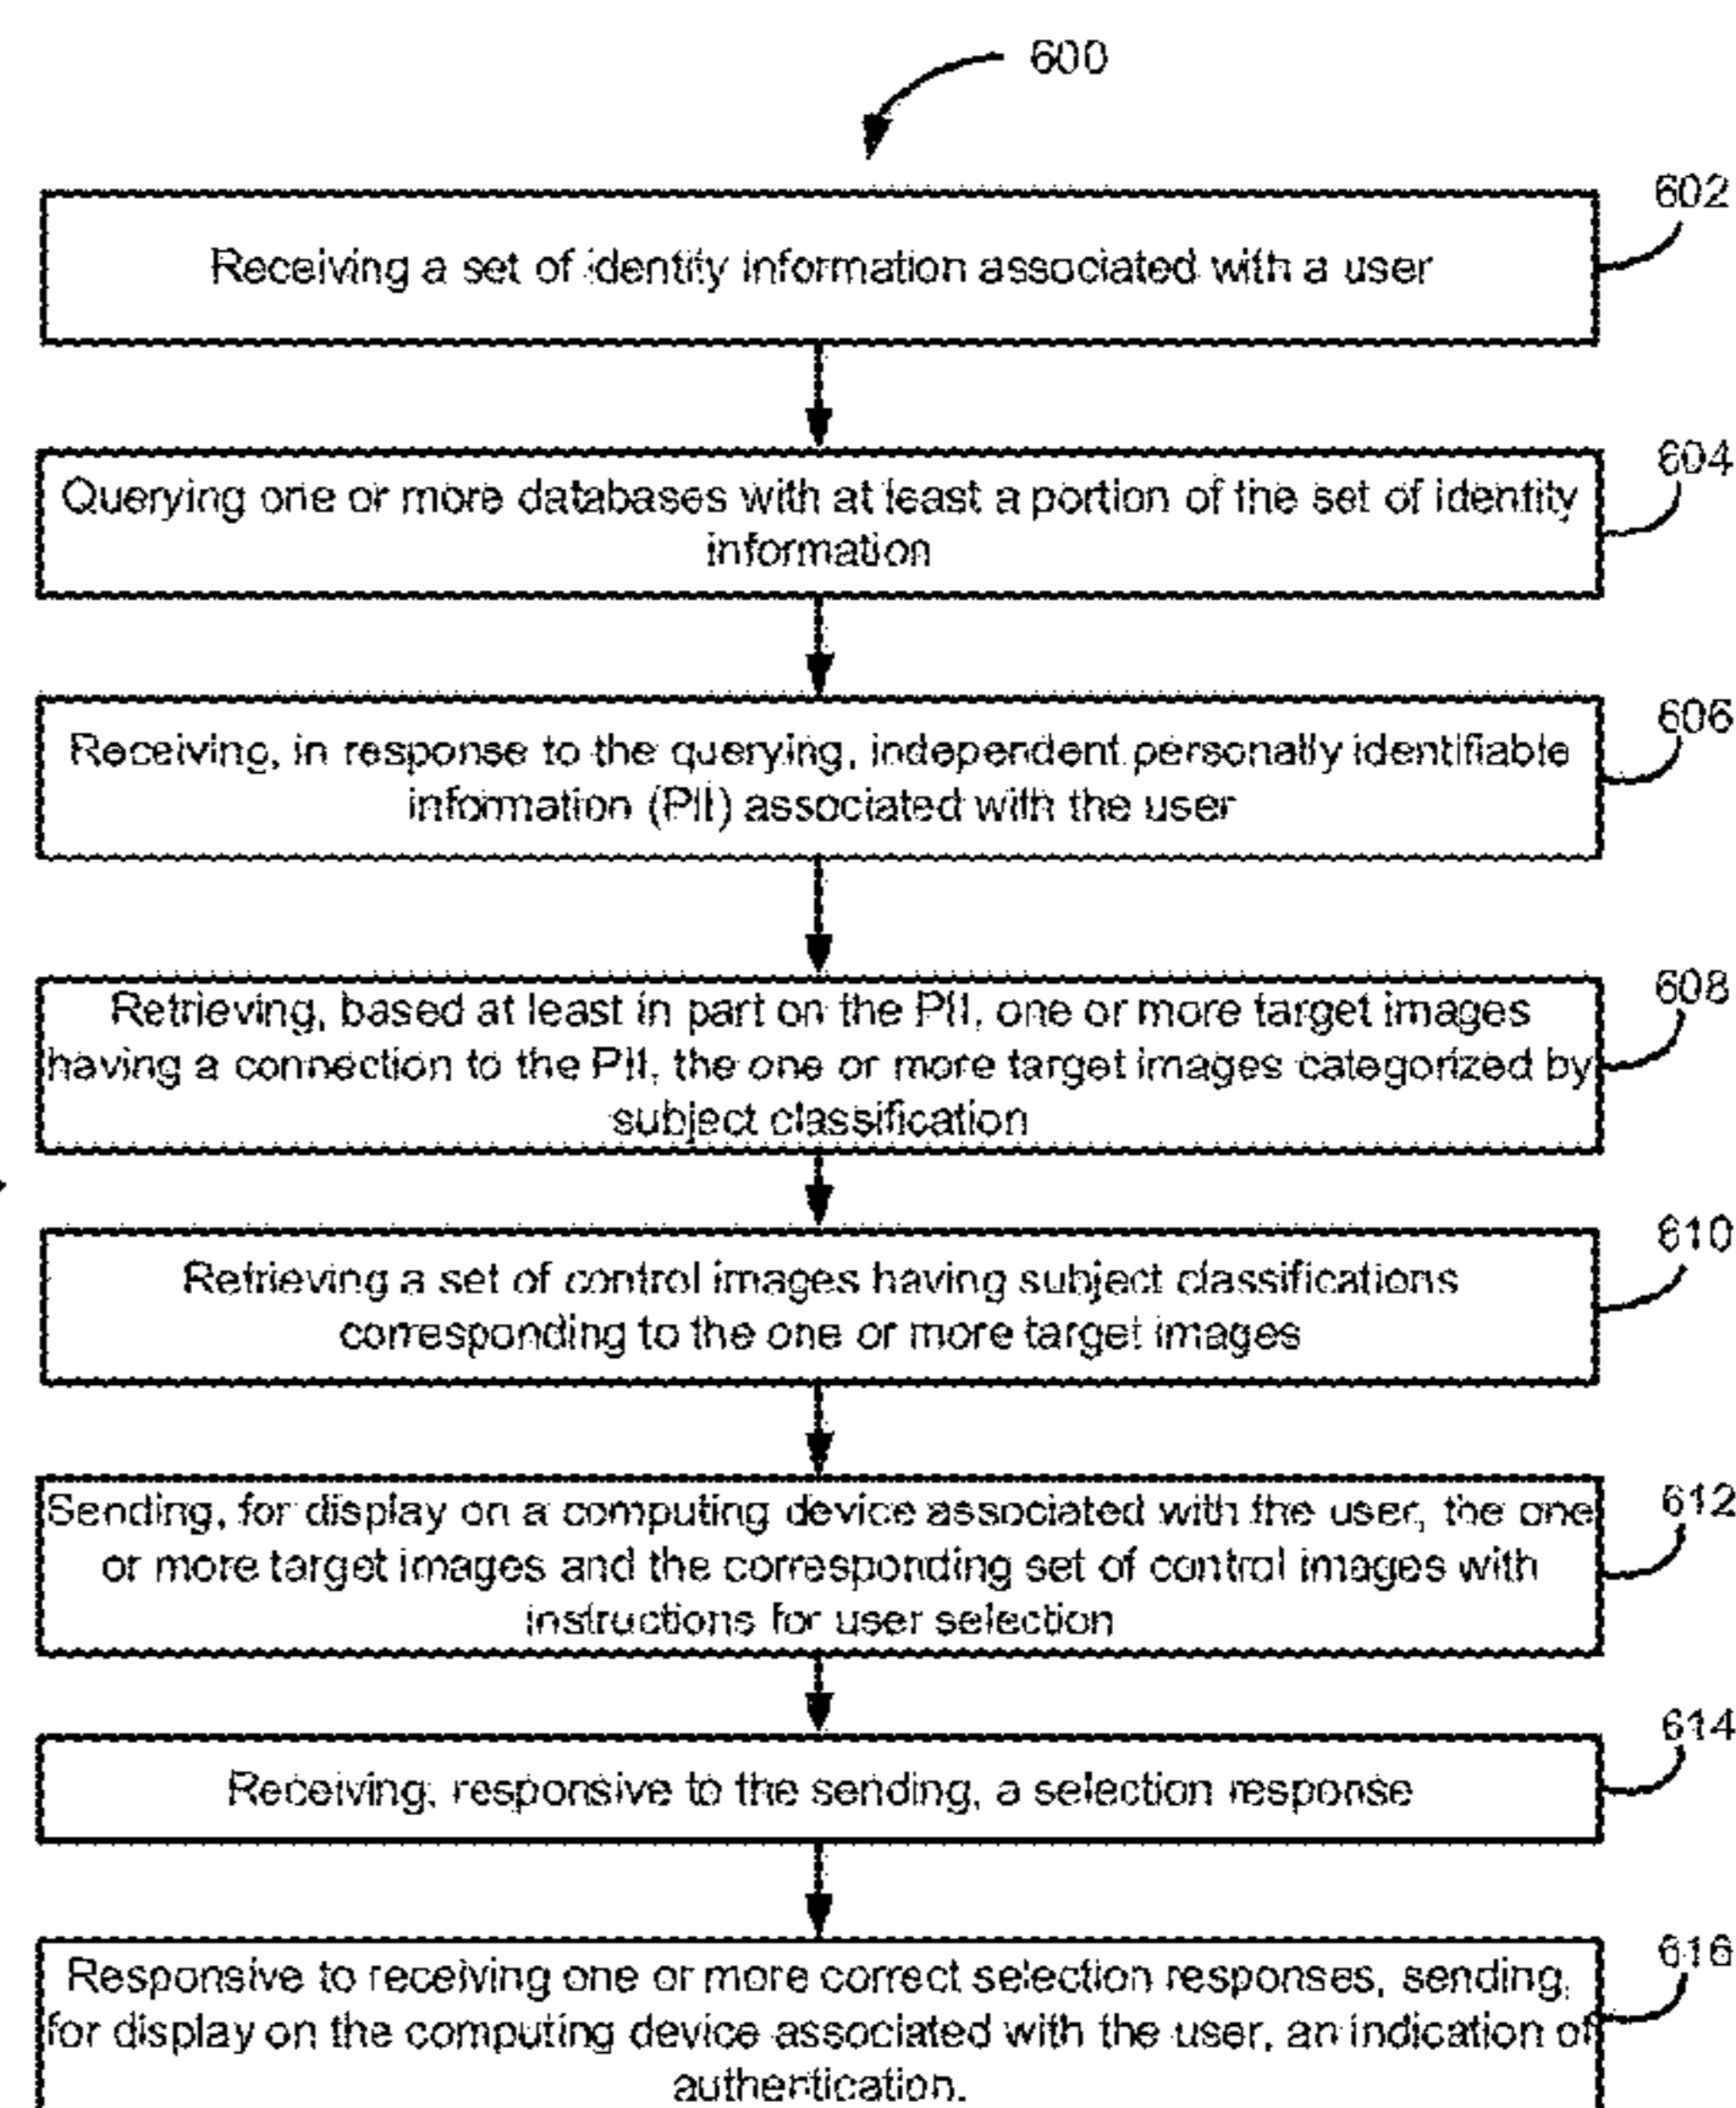 600
602
Receiving a set of identity information associated with a user
604
Querying one or more databases with at least a portion of the set of identity
information
606
Receiving, in response to the querying, independent personally identifiable
information (PII) associated with the user
608
Retrieving, based at least in part on the PII, one or more target images
having a connection to the PII, the one or more target images categorized by
subject classification
610
Retrieving a set of control images having subject classifications
corresponding to the one or more target images
612
Sending, for display on a computing device associated with the user, the one
or more target images and the corresponding set of control images with
instructions for user selection
614
Receiving, responsive to the sending, a selection response
616
Responsive to receiving one or more correct selection responses, sending,
for display on the computing device associated with the user, an indication of
authentication.